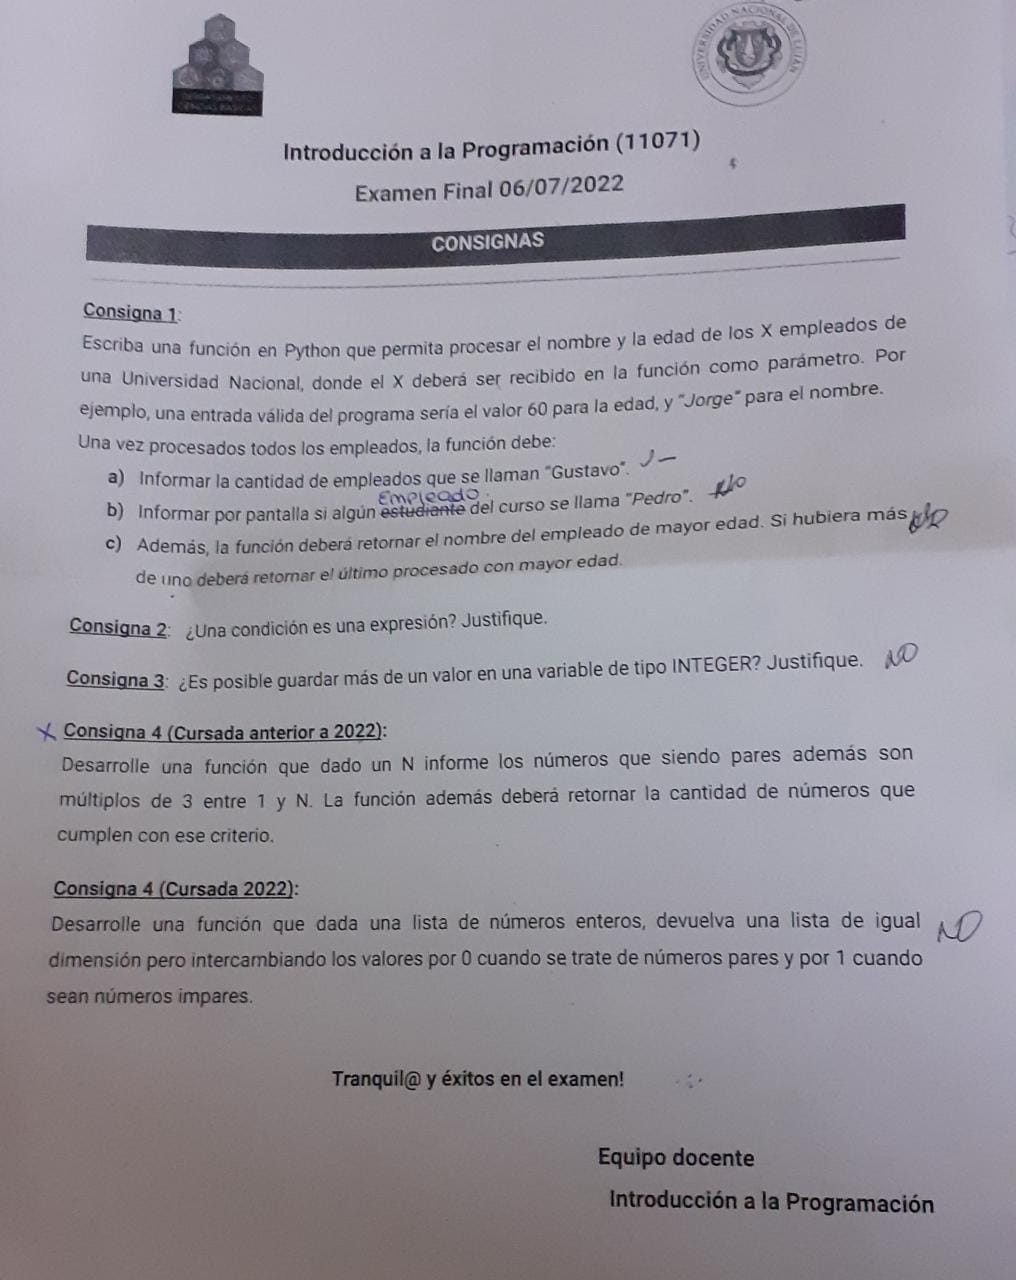 UNIVERSIDAD NACIONAL DE LUJÁN
Introducción a la Programación (11071)
Examen Final 06/07/2022
CONSIGNAS
Consigna 1:
Escriba una función en Python que permita procesar el nombre y la edad de los X empleados de
una Universidad Nacional, donde el X deberá ser recibido en la función como parámetro. Por
ejemplo, una entrada válida del programa sería el valor 60 para la edad, y "Jorge" para el nombre.
Una vez procesados todos los empleados, la función debe:
a) Informar la cantidad de empleados que se llaman "Gustavo".
Empleado
b) Informar por pantalla si algún estudiante del curso se llama "Pedro". No
c) Además, la función deberá retornar el nombre del empleado de mayor edad. Si hubiera más
de uno deberá retornar el último procesado con mayor edad.
Consigna 2: ¿Una condición es una expresión? Justifique.
Consigna 3: ¿Es posible guardar más de un valor en una variable de tipo INTEGER? Justifique. NO
X Consigna 4 (Cursada anterior a 2022):
Desarrolle una función que dado un N informe los números que siendo pares además son
múltiplos de 3 entre 1 y N. La función además deberá retornar la cantidad de números que
cumplen con ese criterio.
Consigna 4 (Cursada 2022):
Desarrolle una función que dada una lista de números enteros, devuelva una lista de igual NO
dimensión pero intercambiando los valores por 0 cuando se trate de números pares y por 1 cuando
sean números impares.
Tranquil@ y éxitos en el examen!
Equipo docente
Introducción a la Programación